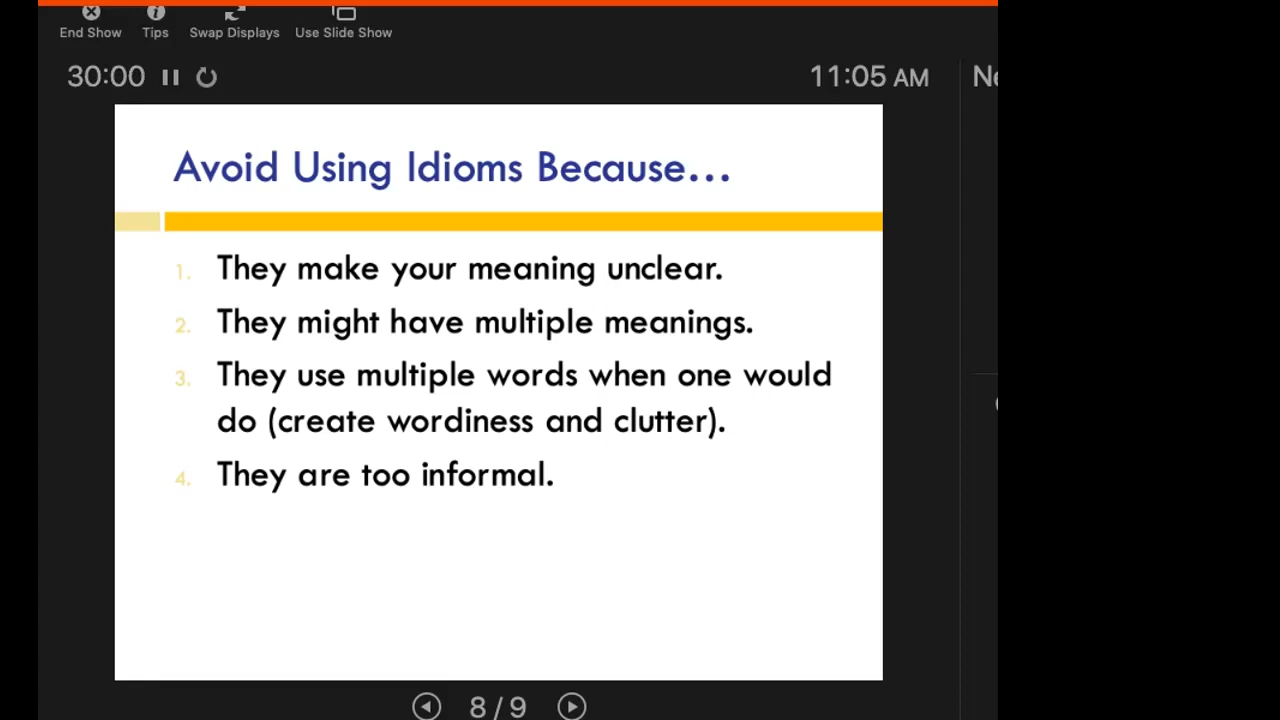 End Show Tips Swap Displays Use Slide Show
30:00 11:05 AM
Avoid Using Idioms Because...
1. They make your meaning unclear.
2. They might have multiple meanings.
3. They use multiple words when one would
do (create wordiness and clutter).
4. They are too informal.
8 / 9